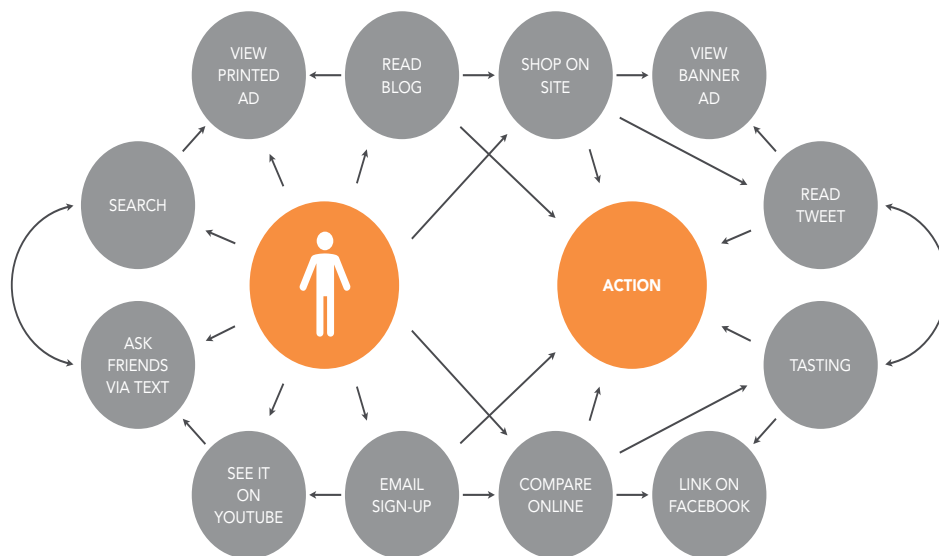 VIEW
PRINTED
AD
READ
BLOG
SHOP ON
SITE
VIEW
BANNER
AD
SEARCH
READ
TWEET
ACTION
ASK
FRIENDS
VIA TEXT
TASTING
SEE IT
ON
YOUTUBE
EMAIL
SIGN-UP
COMPARE
ONLINE
LINK ON
FACEBOOK